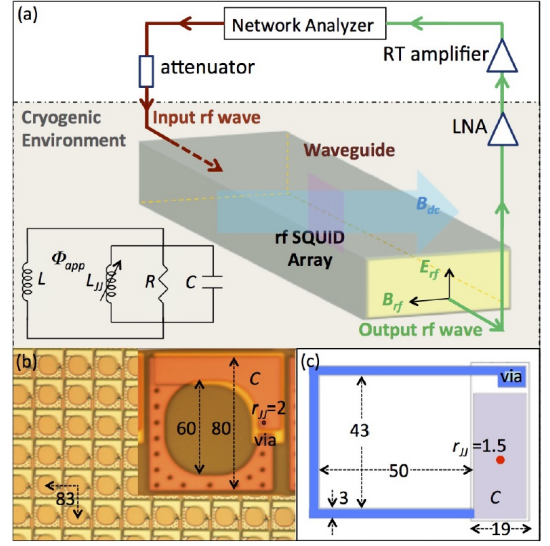 (a)
Network Analyzer
RT amplifier
attenuator
Cryogenic
Environment
Input rf wave
LNA
Waveguide
B_dc
rf SQUID
Array
Φ_app
L
L_JJ
R
C
E_rf
B_rf
Output rf wave
(b)
C
r_JJ=2
60
80
via
83
(c)
via
43
r_JJ=1.5
50
3
C
19